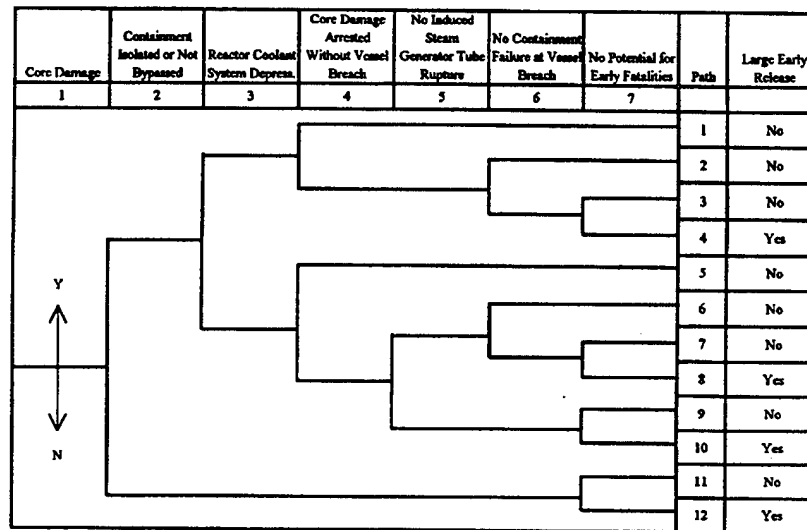 Core Damage
Containment
Isolated or Not
Bypassed
Reactor Coolant
System Depress.
Core Damage
Arrested
Without Vessel
Breach
No Induced
Steam
Generator Tube
Rupture
No Containment
Failure at Vessel
Breach
No Potential for
Early Fatalities
Path
Large Early
Release
1 2 3 4 5 6 7
1 No
2 No
3 No
4 Yes
5 No
6 No
7 No
8 Yes
9 No
10 Yes
11 No
12 Yes
Y
N